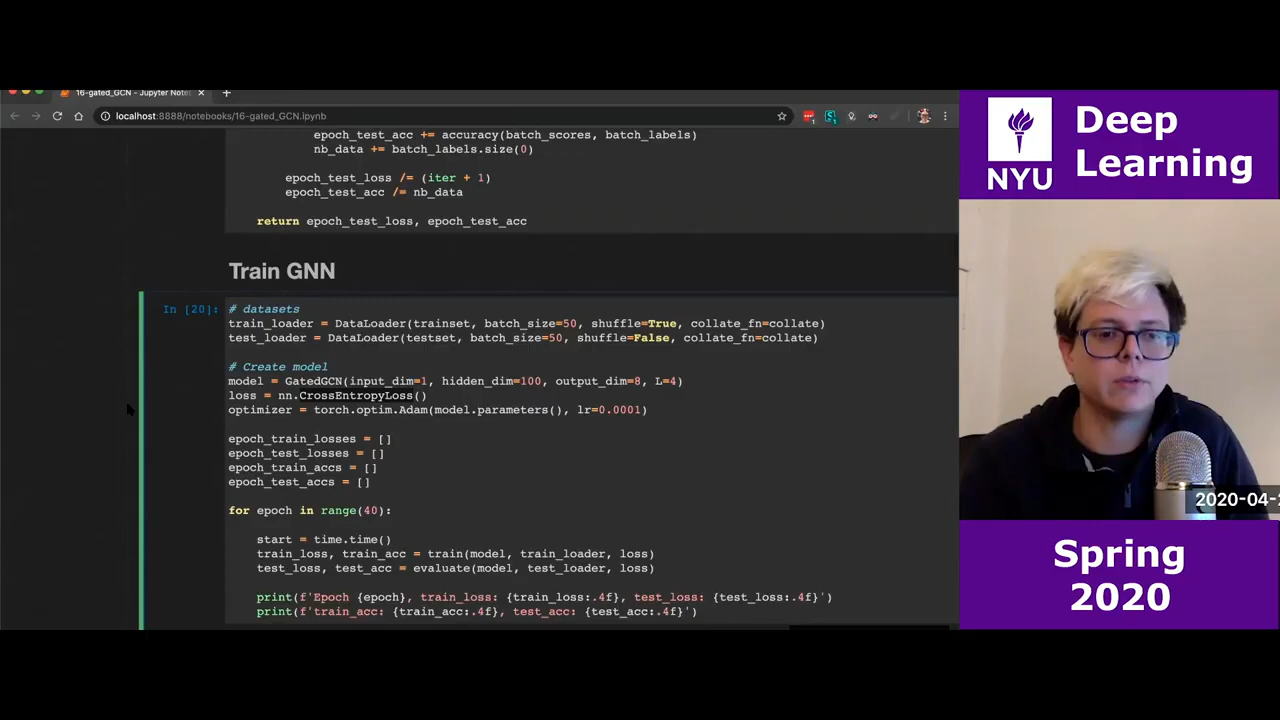 16-gated_GCN - Jupyter Note
localhost:8888/notebooks/16-gated_GCN.ipynb
epoch_test_acc += accuracy(batch_scores, batch_labels)
nb_data += batch_labels.size(0)
epoch_test_loss /= (iter + 1)
epoch_test_acc /= nb_data
return epoch_test_loss, epoch_test_acc
Train GNN
In [20]:
# datasets
train_loader = DataLoader(trainset, batch_size=50, shuffle=True, collate_fn=collate)
test_loader = DataLoader(testset, batch_size=50, shuffle=False, collate_fn=collate)
# Create model
model = GatedGCN(input_dim=1, hidden_dim=100, output_dim=8, L=4)
loss = nn.CrossEntropyLoss()
optimizer = torch.optim.Adam(model.parameters(), lr=0.0001)
epoch_train_losses = []
epoch_test_losses = []
epoch_train_accs = []
epoch_test_accs = []
for epoch in range(40):
start = time.time()
train_loss, train_acc = train(model, train_loader, loss)
test_loss, test_acc = evaluate(model, test_loader, loss)
print(f'Epoch {epoch}, train_loss: {train_loss:.4f}, test_loss: {test_loss:.4f}')
print(f'train_acc: {train_acc:.4f}, test_acc: {test_acc:.4f}')
NYU
Deep
Learning
2020-04-2
Spring
2020